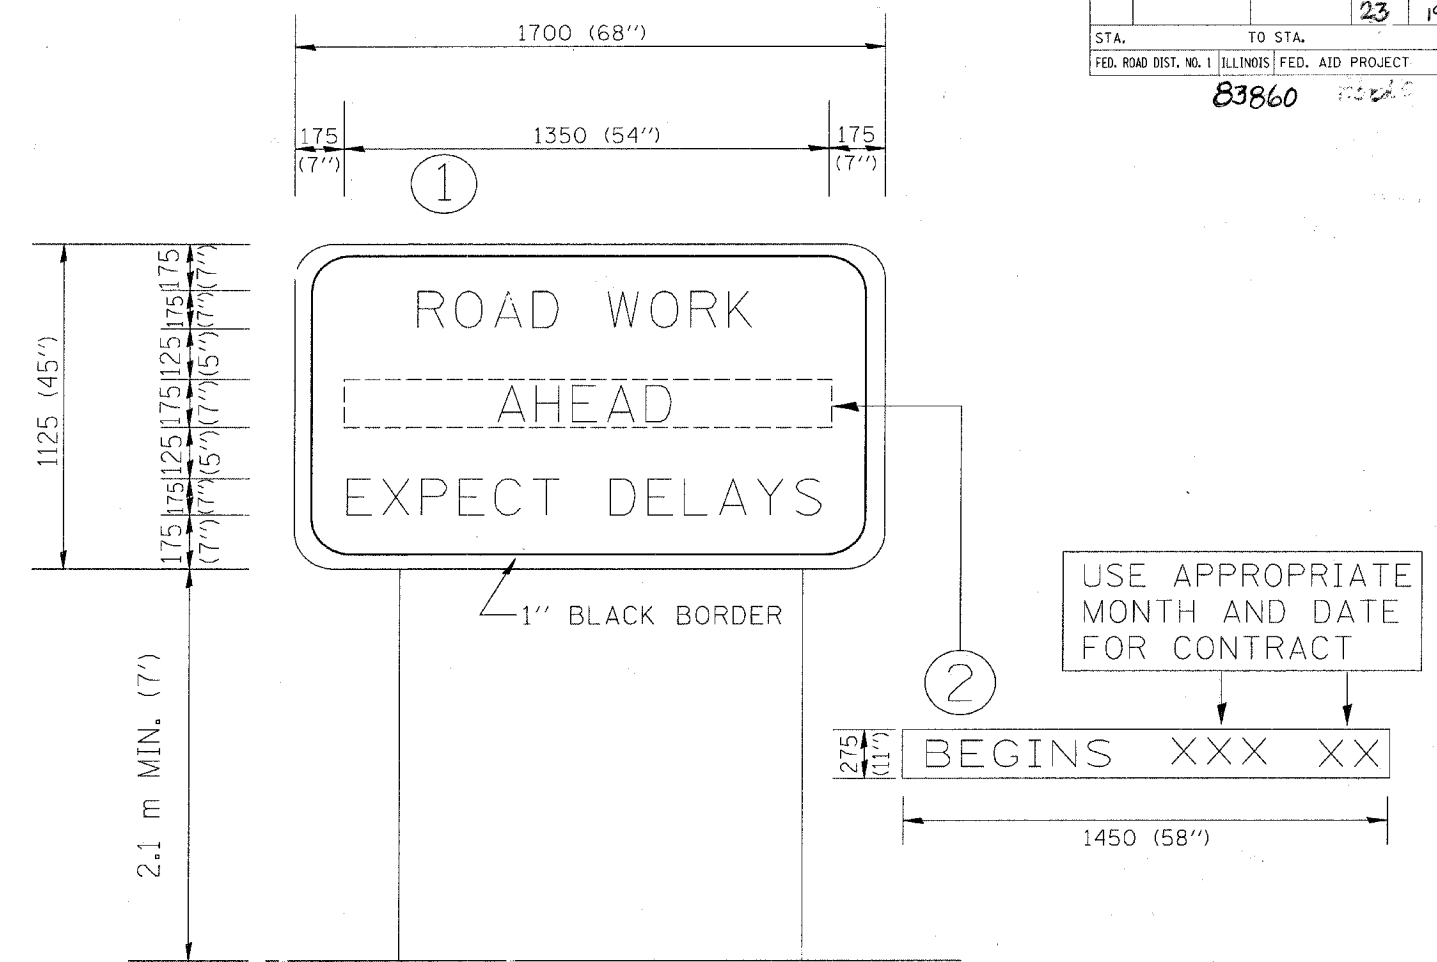 23
STA. TO STA.
FED. ROAD DIST. NO. 1 ILLINOIS FED. AID PROJECT
83860
1700 (68")
175 (7")
1350 (54")
175 (7")
1
1125 (45")
175 (7")
175 (7")
125 (5")
175 (7")
125 (5")
175 (7")
175 (7")
ROAD WORK
AHEAD
EXPECT DELAYS
1" BLACK BORDER
2.1 m MIN. (7')
2
USE APPROPRIATE
MONTH AND DATE
FOR CONTRACT
275 (11")
BEGINS XXX XX
1450 (58")